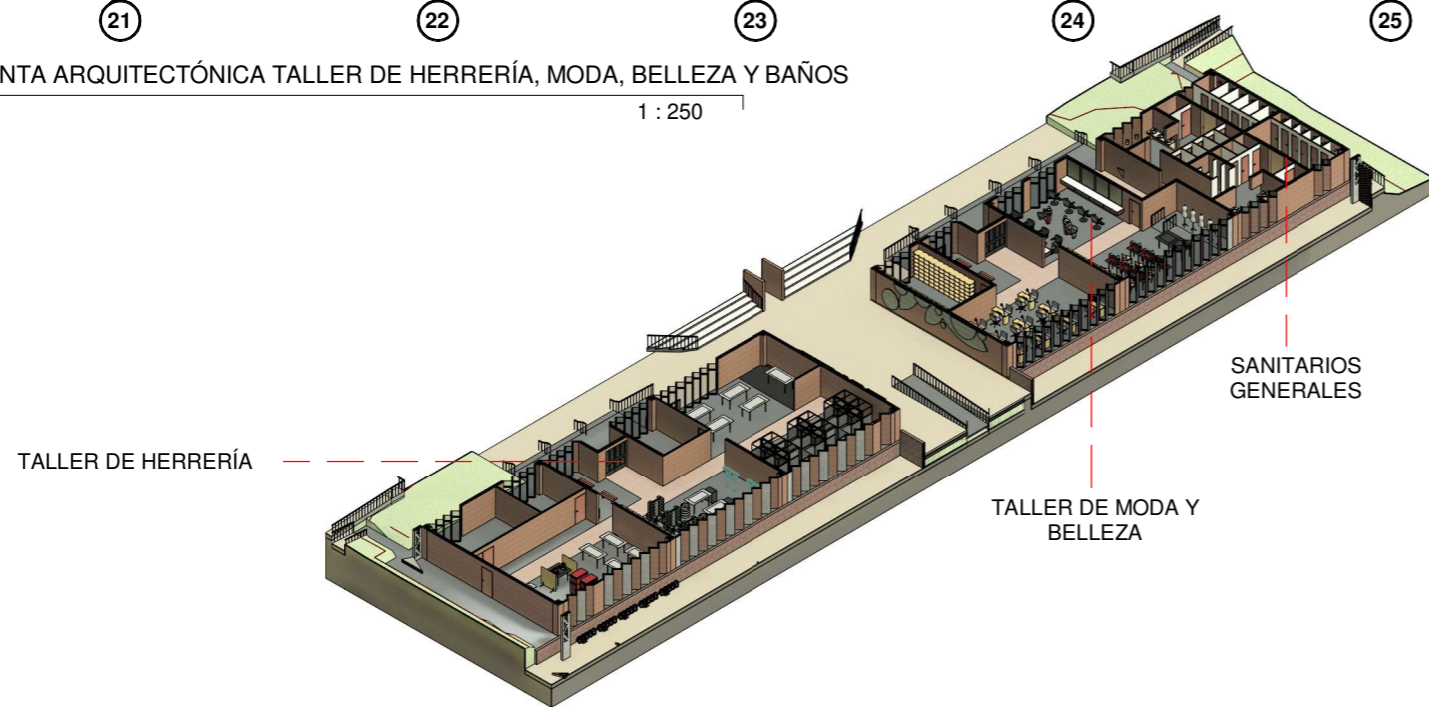 21 22 23 24 25
NTA ARQUITECTÓNICA TALLER DE HERRERÍA, MODA, BELLEZA Y BAÑOS
1 : 250
SANITARIOS
GENERALES
TALLER DE HERRERÍA
TALLER DE MODA Y
BELLEZA